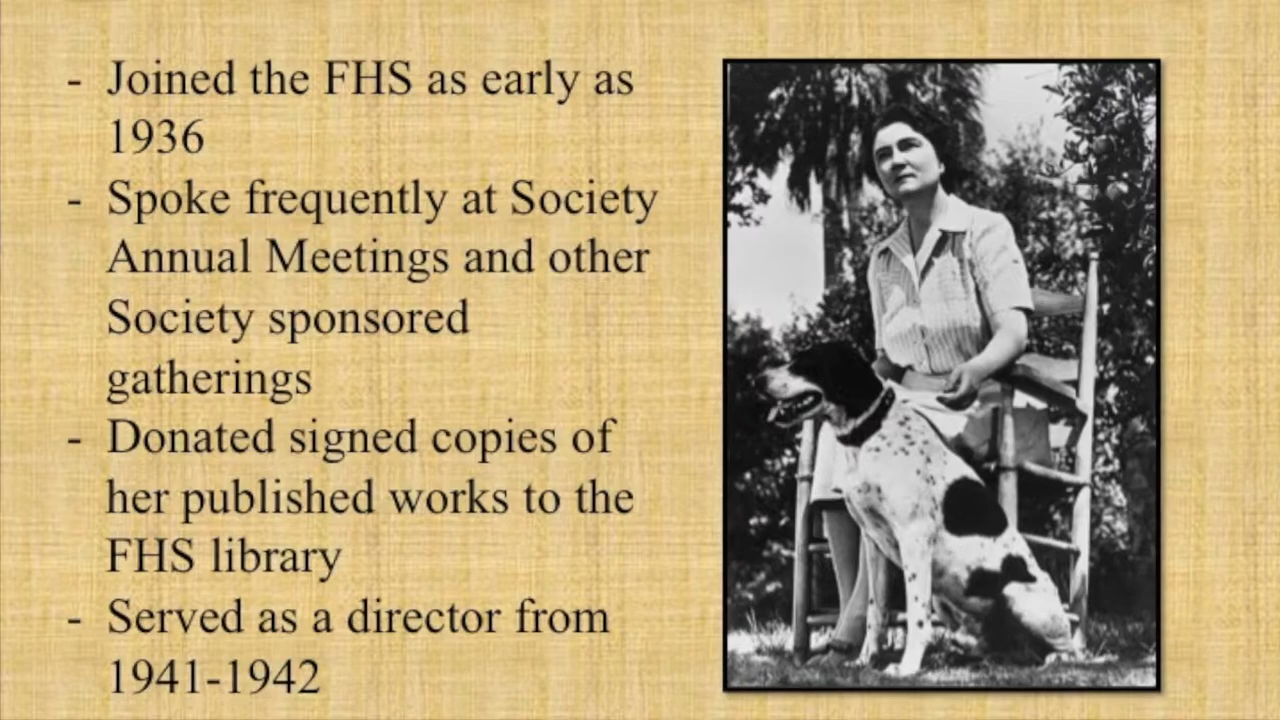 - Joined the FHS as early as
1936
- Spoke frequently at Society
Annual Meetings and other
Society sponsored
gatherings
- Donated signed copies of
her published works to the
FHS library
- Served as a director from
1941-1942